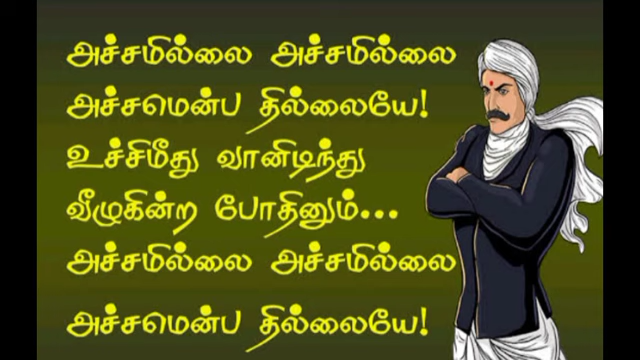 அச்சமில்லை அச்சமில்லை
அச்சமென்ப தில்லையே!
உச்சிமீது வானிடிந்து
வீழுகின்ற போதினும்...
அச்சமில்லை அச்சமில்லை
அச்சமென்ப தில்லையே!